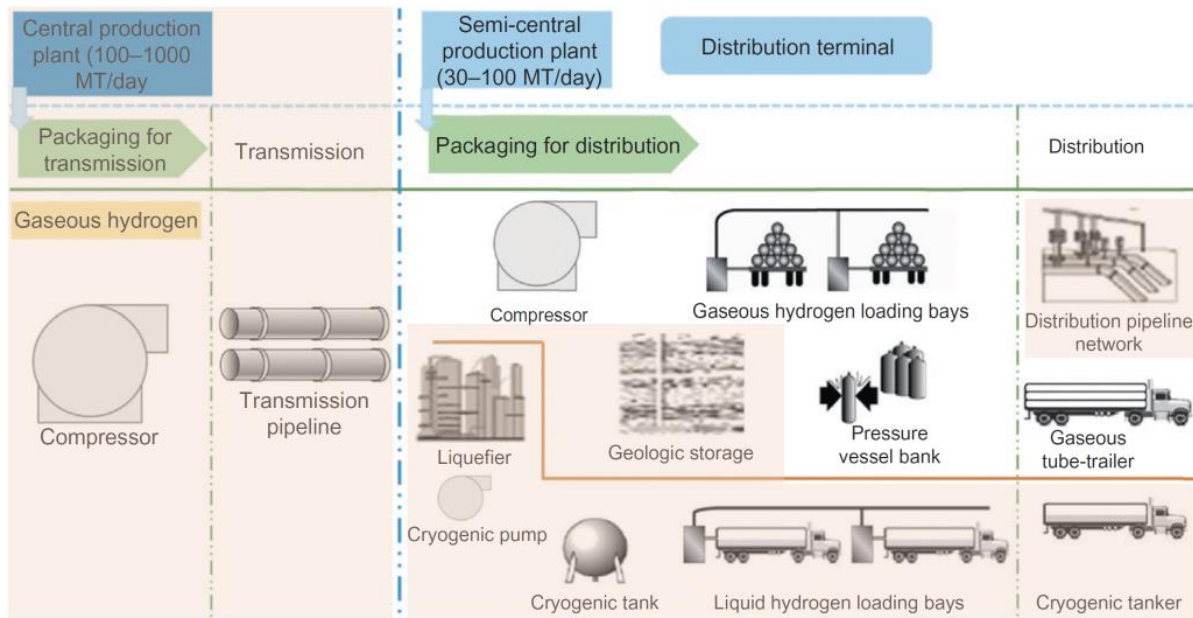 Central production
plant (100–1000
MT/day
Semi-central
production plant
(30–100 MT/day)
Distribution terminal
Packaging for
transmission
Transmission
Packaging for distribution
Distribution
Gaseous hydrogen
Compressor
Transmission
pipeline
Compressor
Gaseous hydrogen loading bays
Distribution pipeline
network
Liquefier
Geologic storage
Pressure
vessel bank
Gaseous
tube-trailer
Cryogenic pump
Cryogenic tank
Liquid hydrogen loading bays
Cryogenic tanker